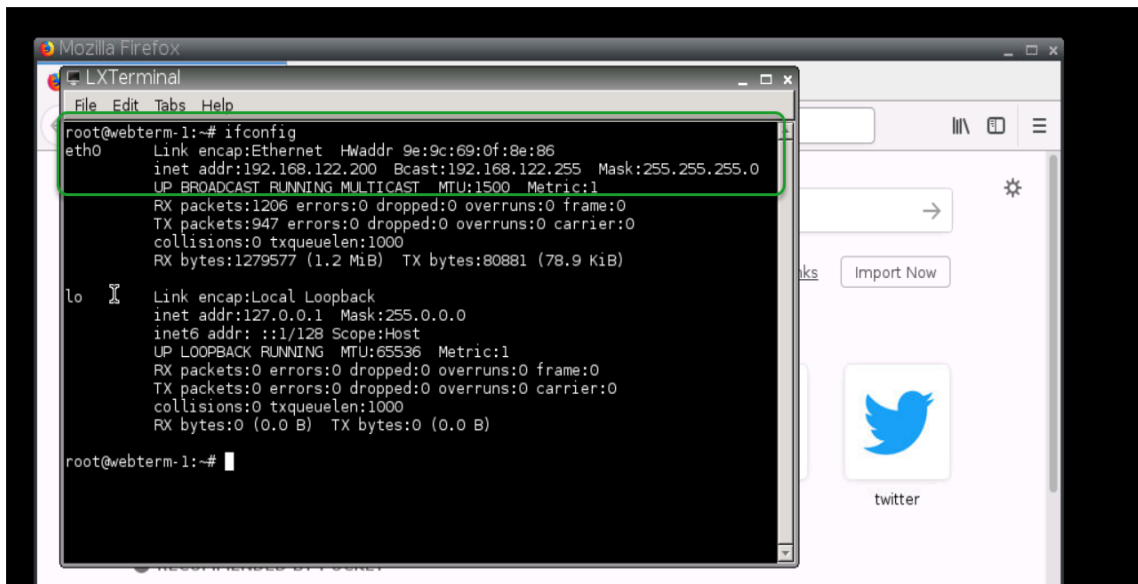 Mozilla Firefox
LXTerminal
File Edit Tabs Help
root@webterm-1:~# ifconfig
eth0 Link encap:Ethernet HWaddr 9e:9c:69:0f:8e:86
inet addr:192.168.122.200 Bcast:192.168.122.255 Mask:255.255.255.0
UP BROADCAST RUNNING MULTICAST MTU:1500 Metric:1
RX packets:1206 errors:0 dropped:0 overruns:0 frame:0
TX packets:947 errors:0 dropped:0 overruns:0 carrier:0
collisions:0 txqueuelen:1000
RX bytes:1279577 (1.2 MiB) TX bytes:80881 (78.9 KiB)
lo Link encap:Local Loopback
inet addr:127.0.0.1 Mask:255.0.0.0
inet6 addr: ::1/128 Scope:Host
UP LOOPBACK RUNNING MTU:65536 Metric:1
RX packets:0 errors:0 dropped:0 overruns:0 frame:0
TX packets:0 errors:0 dropped:0 overruns:0 carrier:0
collisions:0 txqueuelen:1000
RX bytes:0 (0.0 B) TX bytes:0 (0.0 B)
root@webterm-1:~#
Import Now
twitter